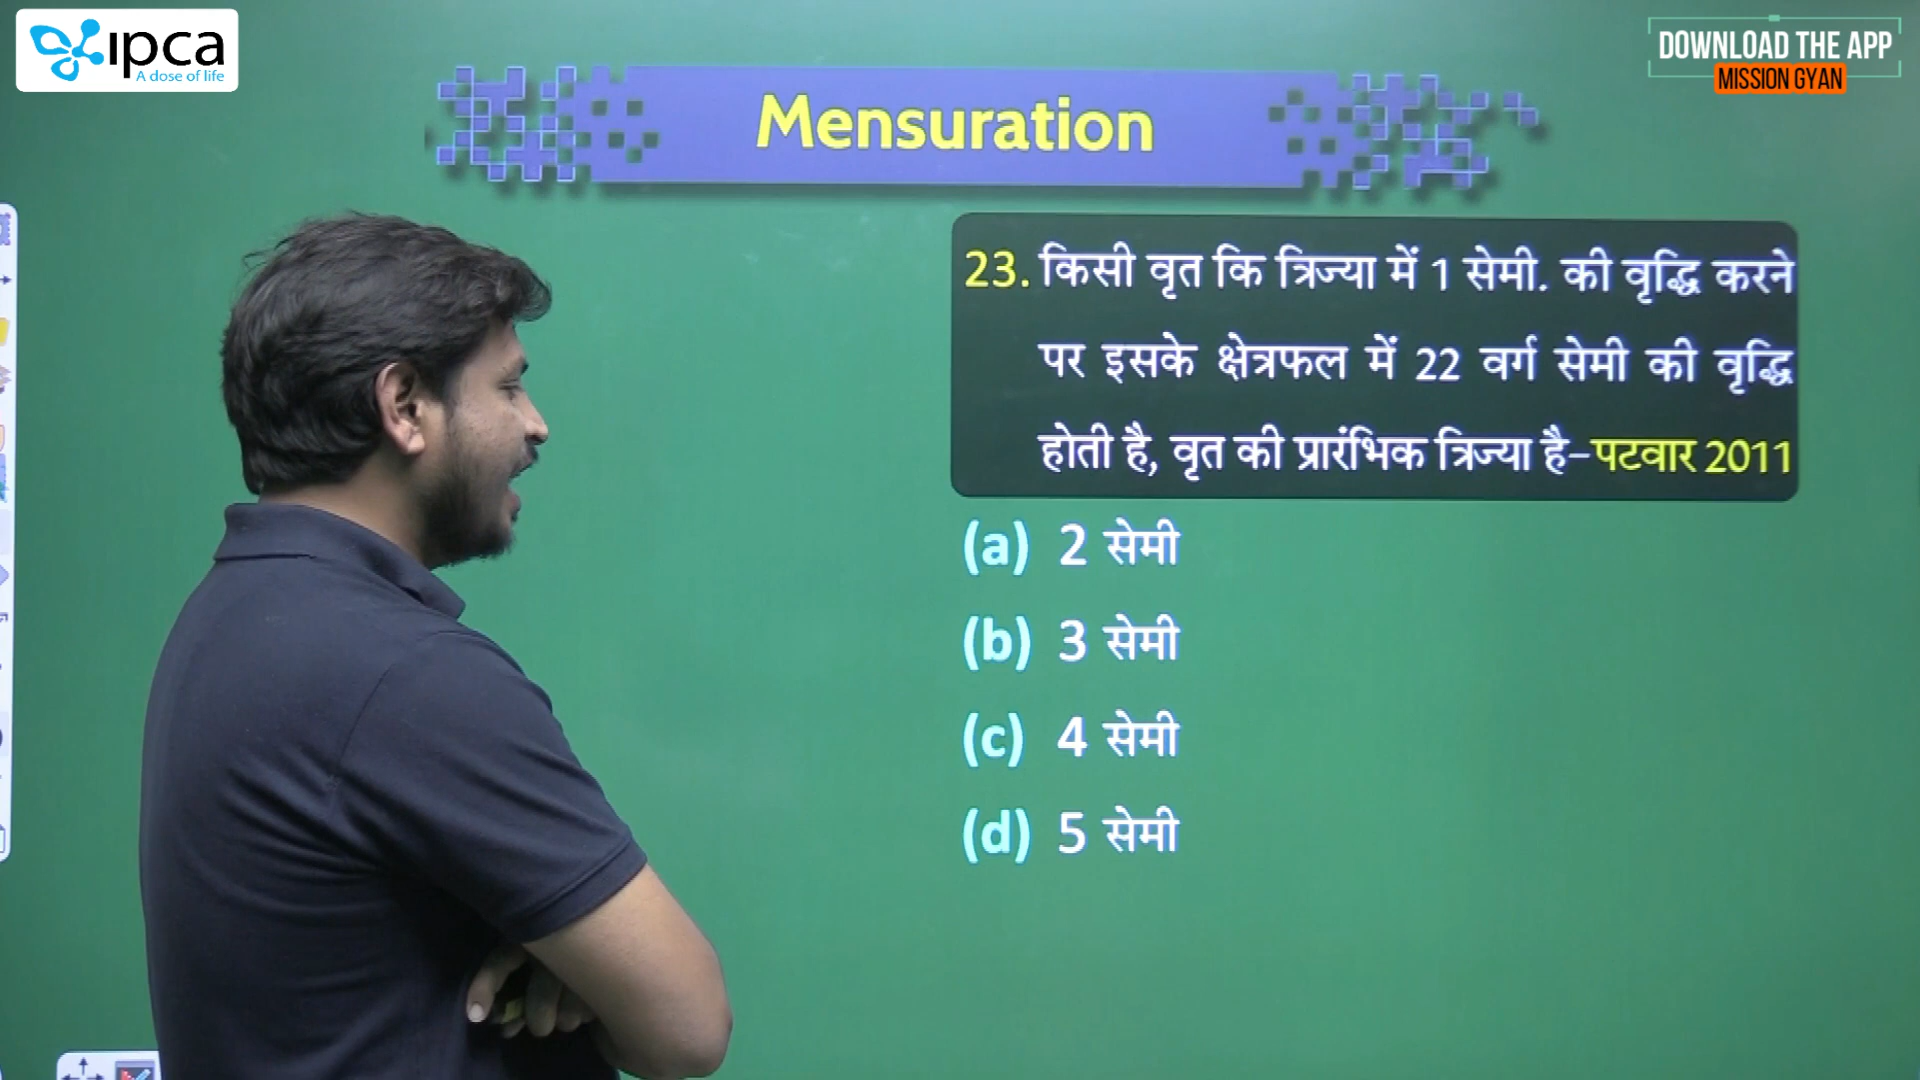 ipca
A dose of life
DOWNLOAD THE APP
MISSION GYAN
Mensuration
23. किसी वृत कि त्रिज्या में 1 सेमी. की वृद्धि करने
पर इसके क्षेत्रफल में 22 वर्ग सेमी की वृद्धि
होती है, वृत की प्रारंभिक त्रिज्या है–पटवार 2011
(a) 2 सेमी
(b) 3 सेमी
(c) 4 सेमी
(d) 5 सेमी